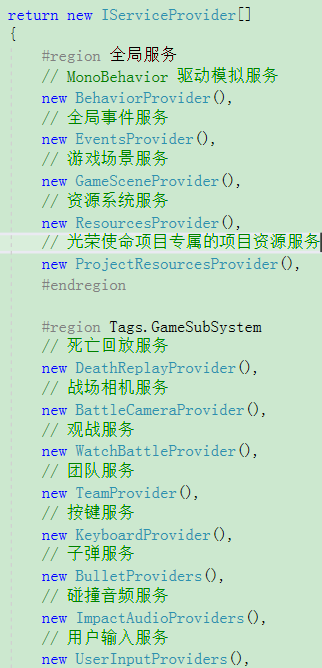 return new IServiceProvider[]
{
#region 全局服务
// MonoBehavior 驱动模拟服务
new BehaviorProvider(),
// 全局事件服务
new EventsProvider(),
// 游戏场景服务
new GameSceneProvider(),
// 资源系统服务
new ResourcesProvider(),
// 光荣使命项目专属的项目资源服务
new ProjectResourcesProvider(),
#endregion
#region Tags.GameSubSystem
// 死亡回放服务
new DeathReplayProvider(),
// 战场相机服务
new BattleCameraProvider(),
// 观战服务
new WatchBattleProvider(),
// 团队服务
new TeamProvider(),
// 按键服务
new KeyboardProvider(),
// 子弹服务
new BulletProviders(),
// 碰撞音频服务
new ImpactAudioProviders(),
// 用户输入服务
new UserInputProviders(),